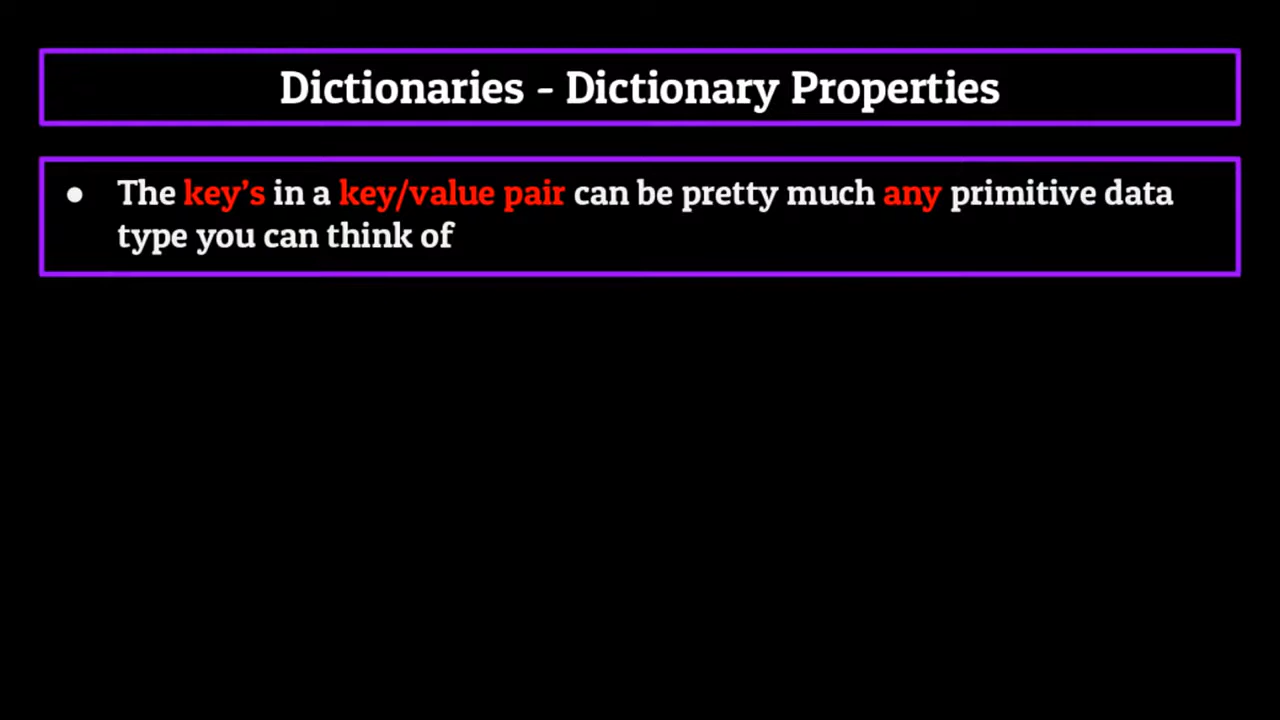 Dictionaries - Dictionary Properties
● The key’s in a key/value pair can be pretty much any primitive data
type you can think of